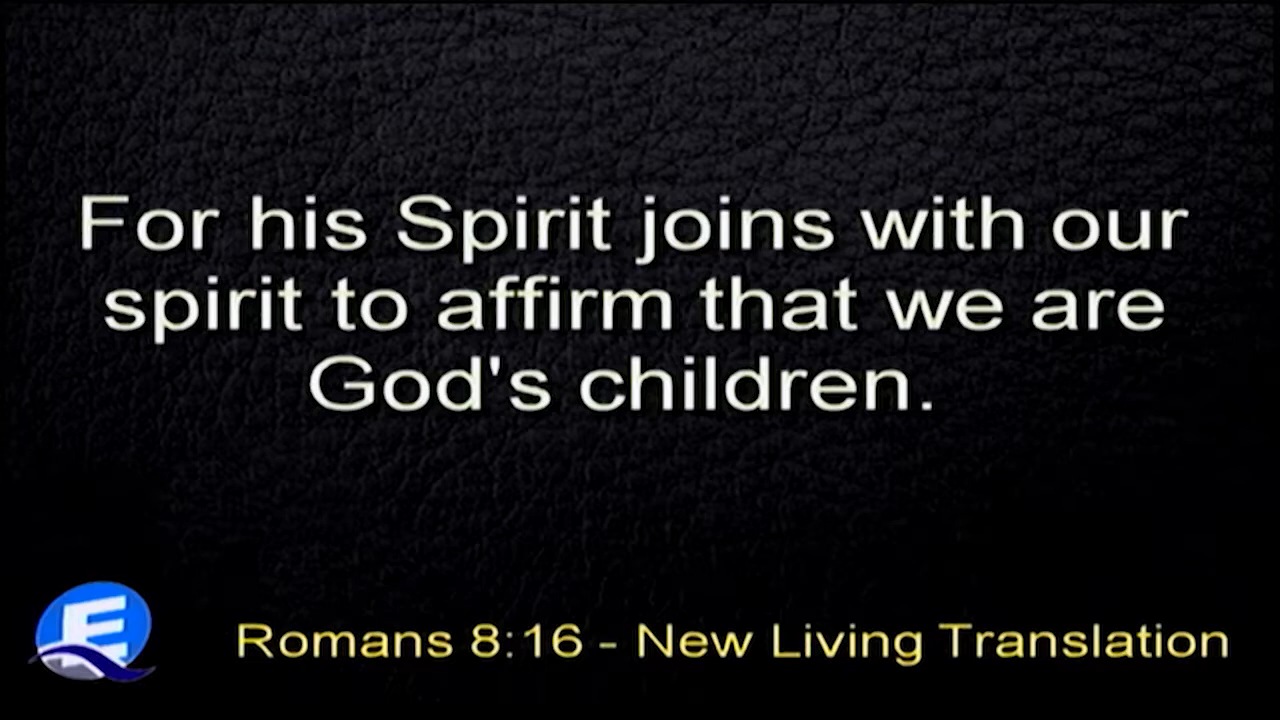 For his Spirit joins with our
spirit to affirm that we are
God's children.
E
Romans 8:16 - New Living Translation